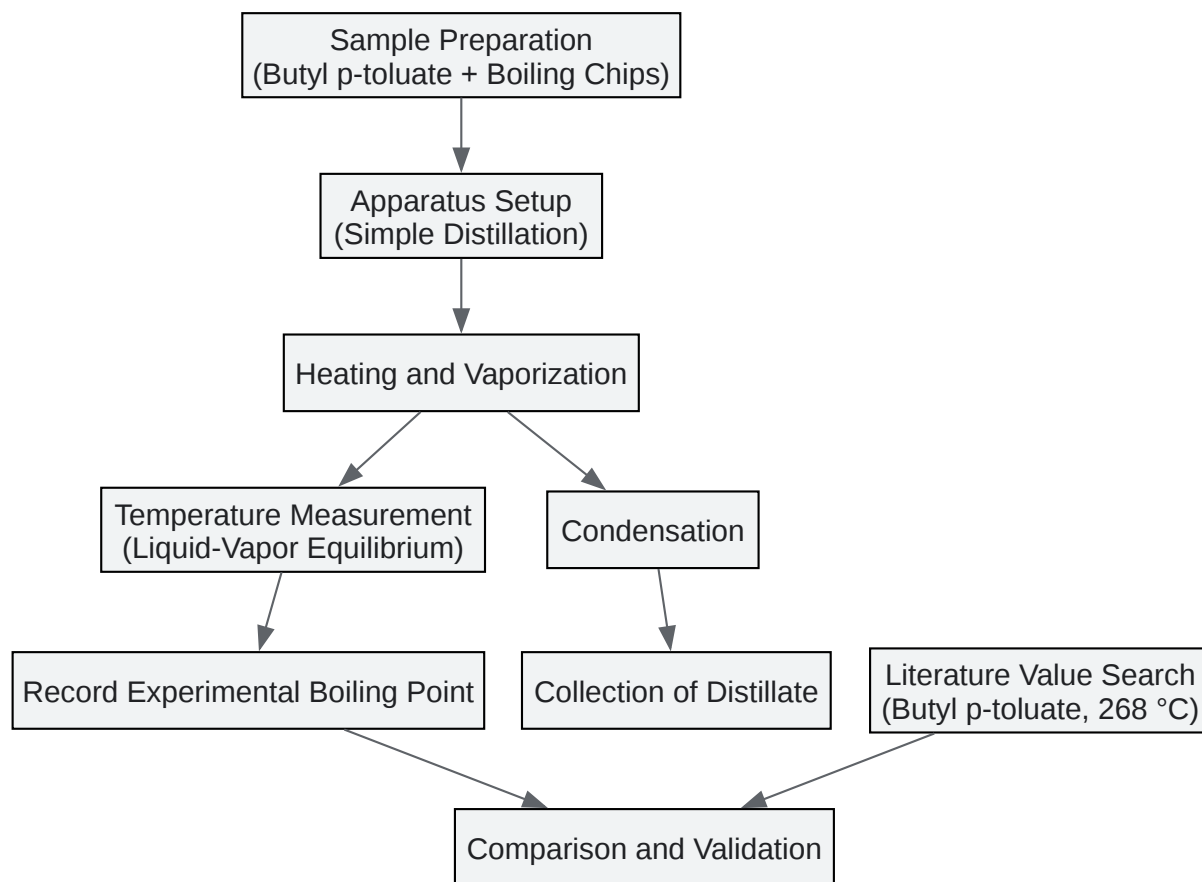 Sample Preparation
(Butyl p-toluate + Boiling Chips)
Apparatus Setup
(Simple Distillation)
Heating and Vaporization
Temperature Measurement
(Liquid-Vapor Equilibrium)
Condensation
Record Experimental Boiling Point
Collection of Distillate
Literature Value Search
(Butyl p-toluate, 268 °C)
Comparison and Validation